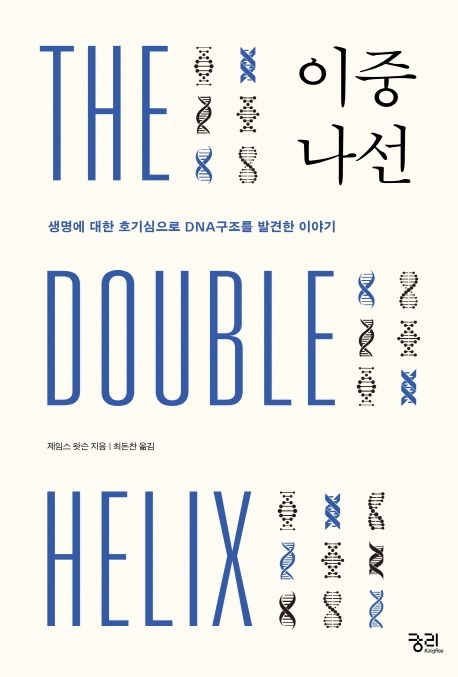 THE
이중
나선
생명에 대한 호기심으로 DNA구조를 발견한 이야기
DOUBLE
제임스 왓슨 지음 | 최돈찬 옮김
HELIX
궁리
KungRee